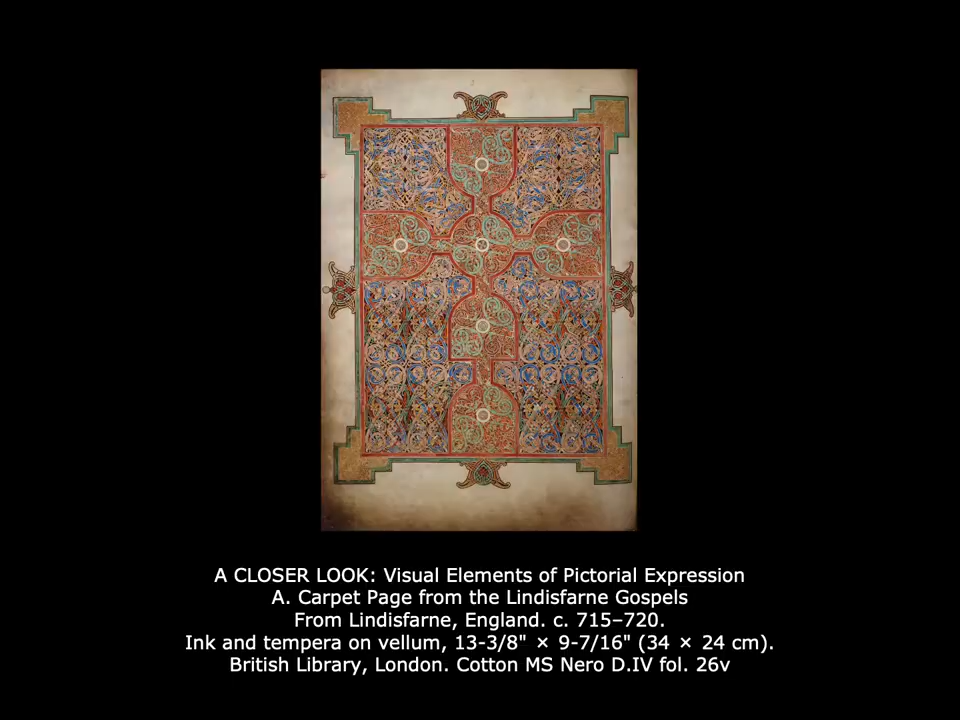 A CLOSER LOOK: Visual Elements of Pictorial Expression
A. Carpet Page from the Lindisfarne Gospels
From Lindisfarne, England. c. 715–720.
Ink and tempera on vellum, 13-3/8" × 9-7/16" (34 × 24 cm).
British Library, London. Cotton MS Nero D.IV fol. 26v